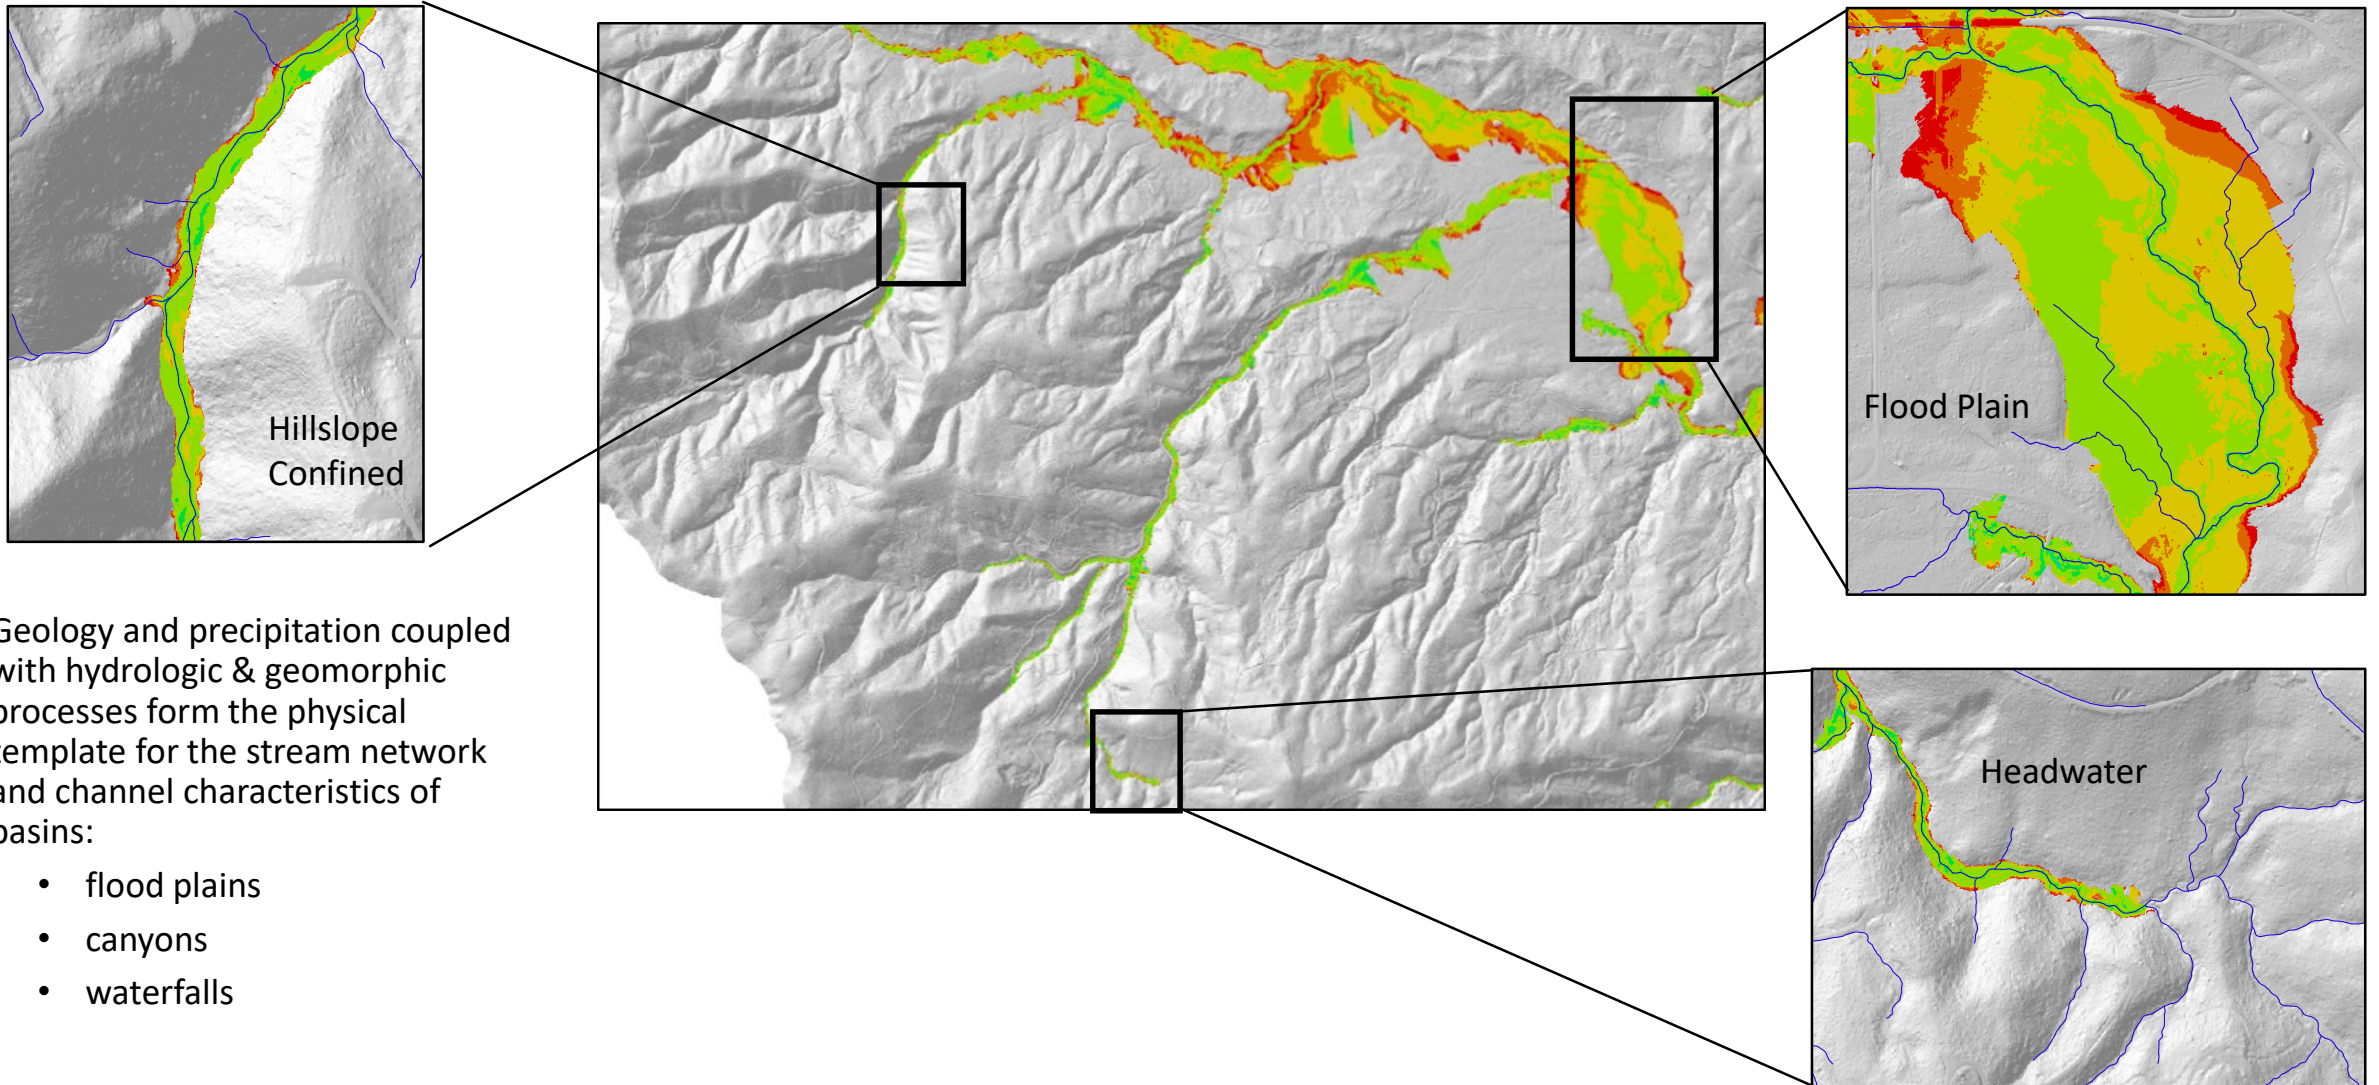 Hillslope
Confined
Flood Plain
Geology and precipitation coupled
with hydrologic & geomorphic
processes form the physical
template for the stream network
and channel characteristics of
basins:
• flood plains
• canyons
• waterfalls
Headwater